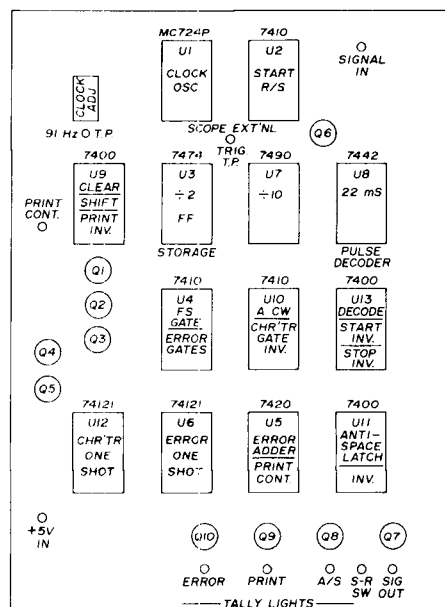 MC724P
7410
U1
CLOCK
OSC
U2
START
R/S
SIGNAL
IN
CLOCK
ADJ
91 Hz T.P.
SCOPE EXT'NL
TRIG.
T.P.
Q6
7400
7474
7490
7442
U9
CLEAR
SHIFT
PRINT
INV.
U3
÷2
FF
U7
÷10
U8
22 mS
PRINT
CONT.
STORAGE
PULSE
DECODER
Q1
Q2
Q3
Q4
Q5
7410
7410
7400
U4
FS
GATE
ERROR
GATES
U10
A CW
CHR'TR
GATE
INV.
U13
DECODE
START
INV.
STOP
INV.
74121
74121
7420
7400
U12
CHR'TR
ONE
SHOT
U6
ERROR
ONE
SHOT
U5
ERROR
ADDER
PRINT
CONT.
U11
ANTI-
SPACE
LATCH
INV.
+5V
IN
Q10
Q9
Q8
Q7
ERROR
PRINT
A/S
S-R
SW
SIG
OUT
TALLY LIGHTS